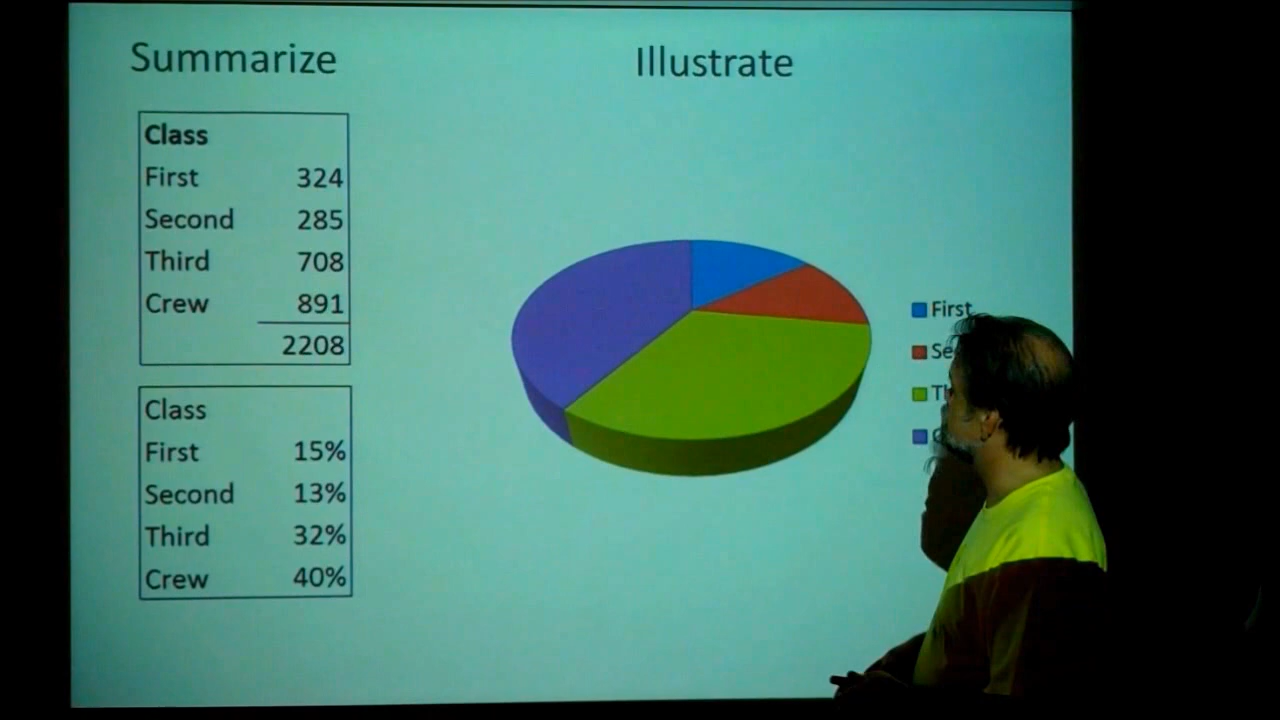 Summarize
Illustrate
Class
First 324
Second 285
Third 708
Crew 891
2208
Class
First 15%
Second 13%
Third 32%
Crew 40%
First